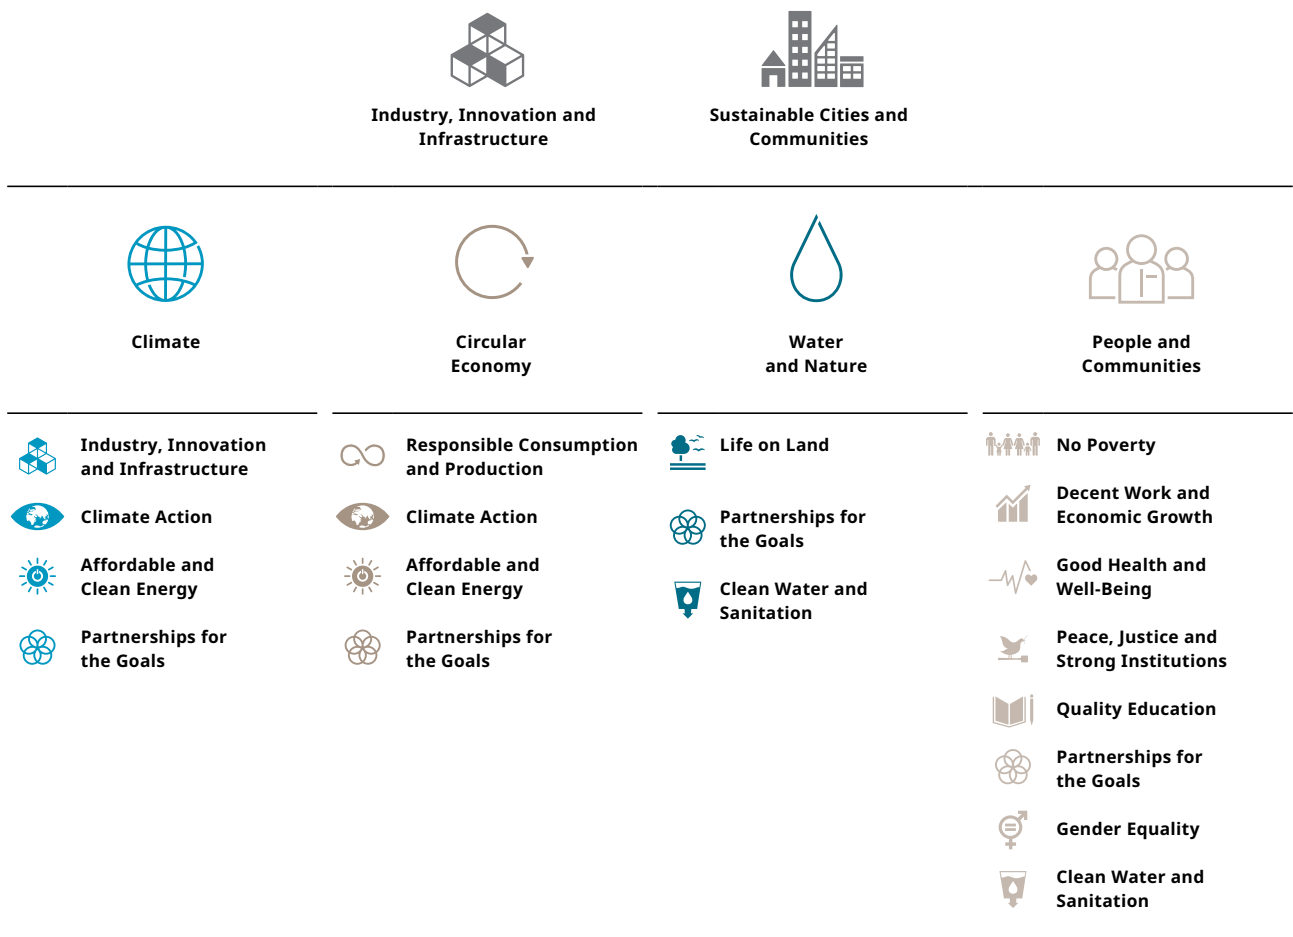 Industry, Innovation and
Infrastructure
Sustainable Cities and
Communities
Climate
Circular
Economy
Water
and Nature
People and
Communities
Industry, Innovation
and Infrastructure
Climate Action
Affordable and
Clean Energy
Partnerships for
the Goals
Responsible Consumption
and Production
Climate Action
Affordable and
Clean Energy
Partnerships for
the Goals
Life on Land
Partnerships for
the Goals
Clean Water and
Sanitation
No Poverty
Decent Work and
Economic Growth
Good Health and
Well-Being
Peace, Justice and
Strong Institutions
Quality Education
Partnerships for
the Goals
Gender Equality
Clean Water and
Sanitation